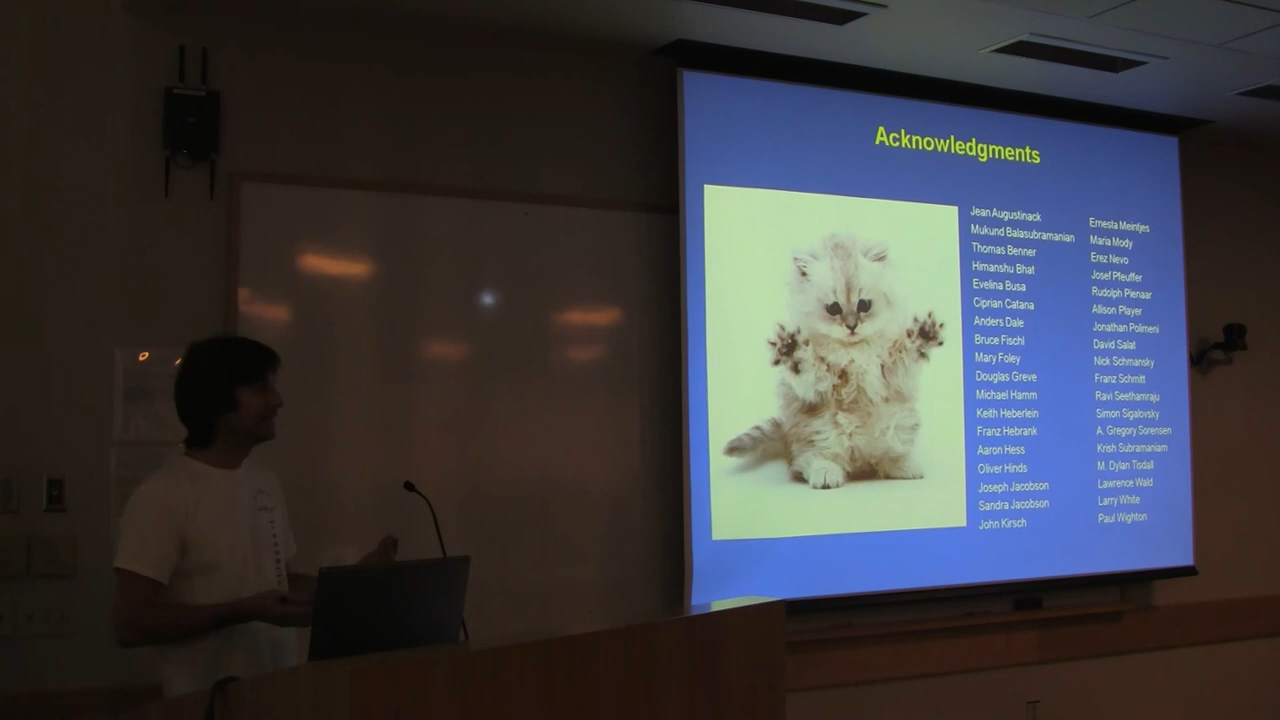 Acknowledgments
Jean Augustinack
Mukund Balasubramanian
Thomas Benner
Himanshu Bhat
Evelina Busa
Ciprian Catana
Anders Dale
Bruce Fischl
Mary Foley
Douglas Greve
Michael Hamm
Keith Heberlein
Franz Hebrank
Aaron Hess
Oliver Hinds
Joseph Jacobson
Sandra Jacobson
John Kirsch
Ernesta Meintjes
Maria Mody
Erez Nevo
Josef Pfeuffer
Rudolph Pienaar
Allison Player
Jonathan Polimeni
David Salat
Nick Schmansky
Franz Schmitt
Ravi Seethamraju
Simon Sigalovsky
A. Gregory Sorensen
Krish Subramaniam
M. Dylan Tisdall
Lawrence Wald
Larry White
Paul Wighton